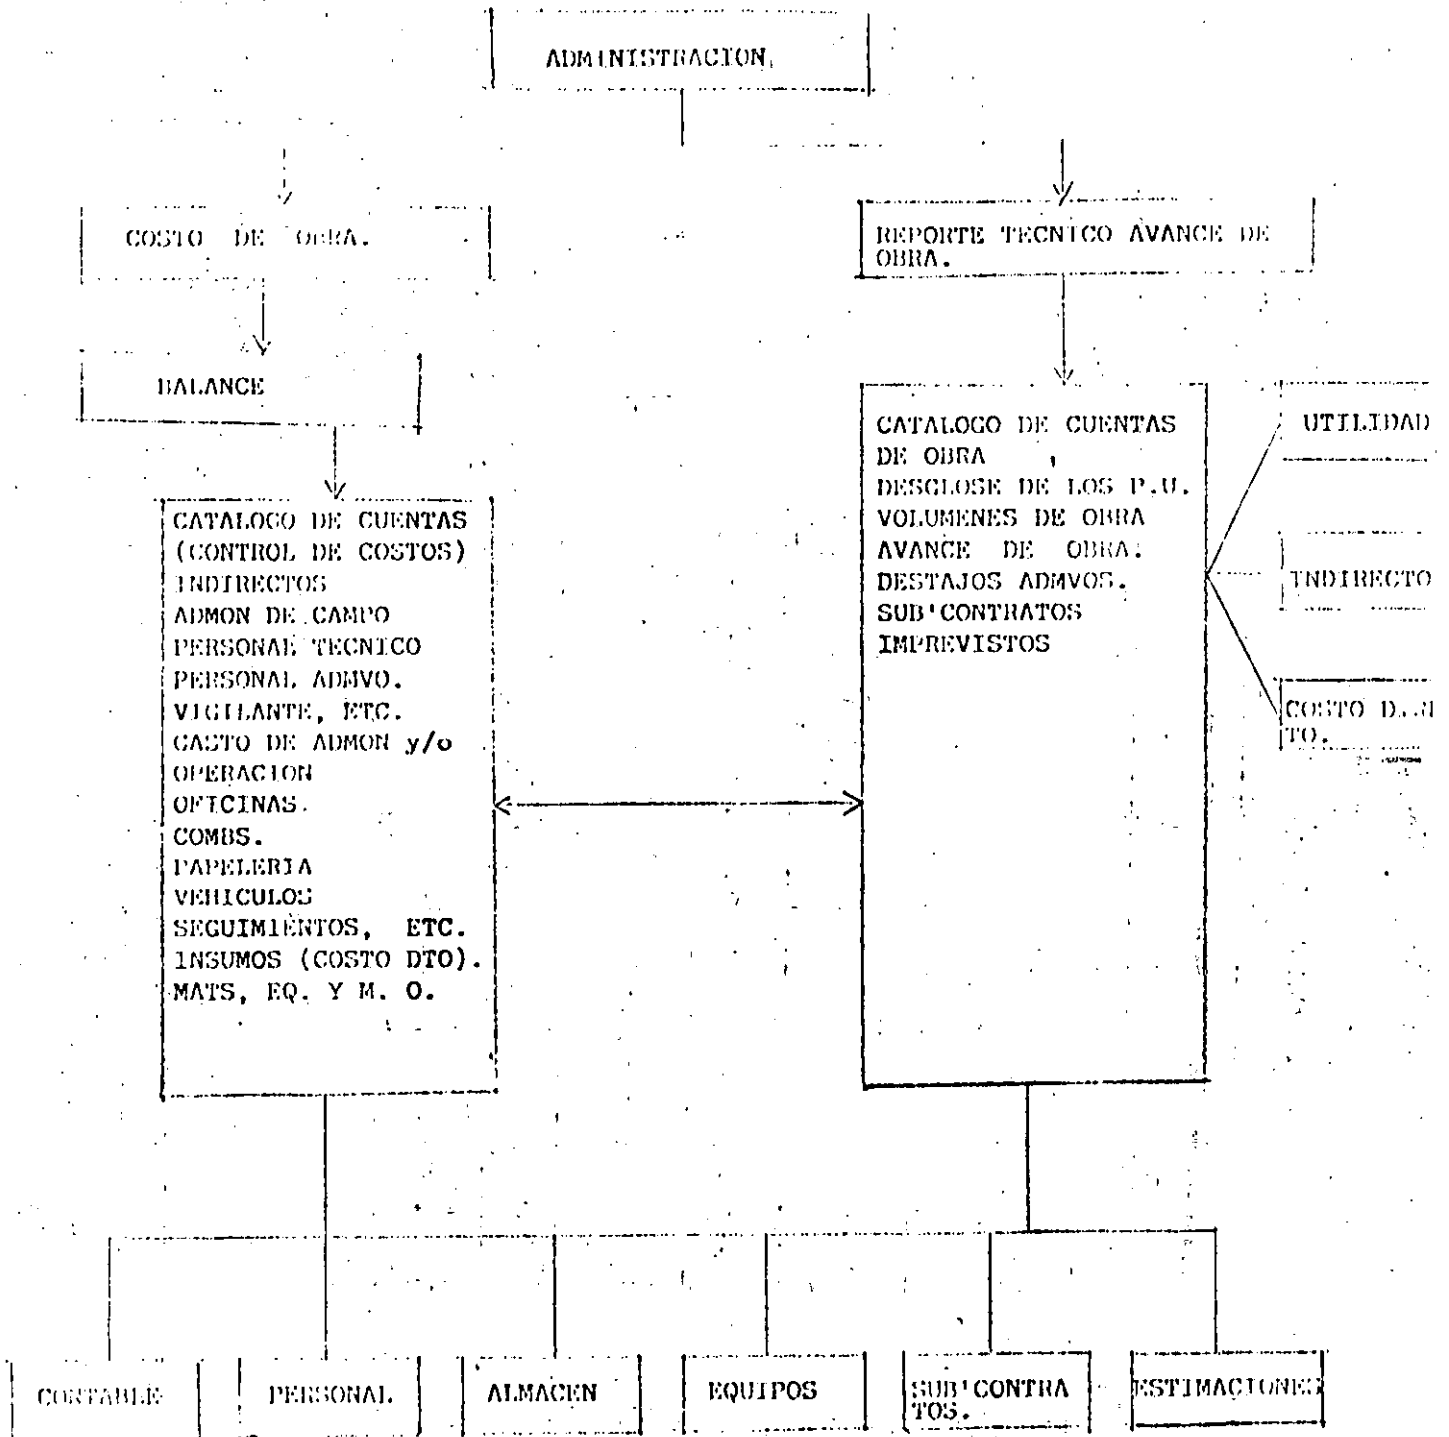 ADMINISTRACION
COSTO DE OBRA.
REPORTE TECNICO AVANCE DE
OBRA.
BALANCE
CATALOGO DE CUENTAS
(CONTROL DE COSTOS)
INDIRECTOS
ADMON DE CAMPO
PERSONAL TECNICO
PERSONAL ADMVO.
VIGILANTE, ETC.
GASTO DE ADMON y/o
OPERACION
OFICINAS.
COMBS.
PAPELERIA
VEHICULOS
SEGUIMIENTOS, ETC.
INSUMOS (COSTO DTO).
MATS, EQ. Y M. O.
CATALOGO DE CUENTAS
DE OBRA
DESGLOSE DE LOS P.U.
VOLUMENES DE OBRA
AVANCE DE OBRA.
DESTAJOS ADMVOS.
SUB'CONTRATOS
IMPREVISTOS
UTILIDAD
INDIRECTO
COSTO
TO.
CONTABLE
PERSONAL
ALMACEN
EQUIPOS
SUB'CONTRA
TOS.
ESTIMACIONES